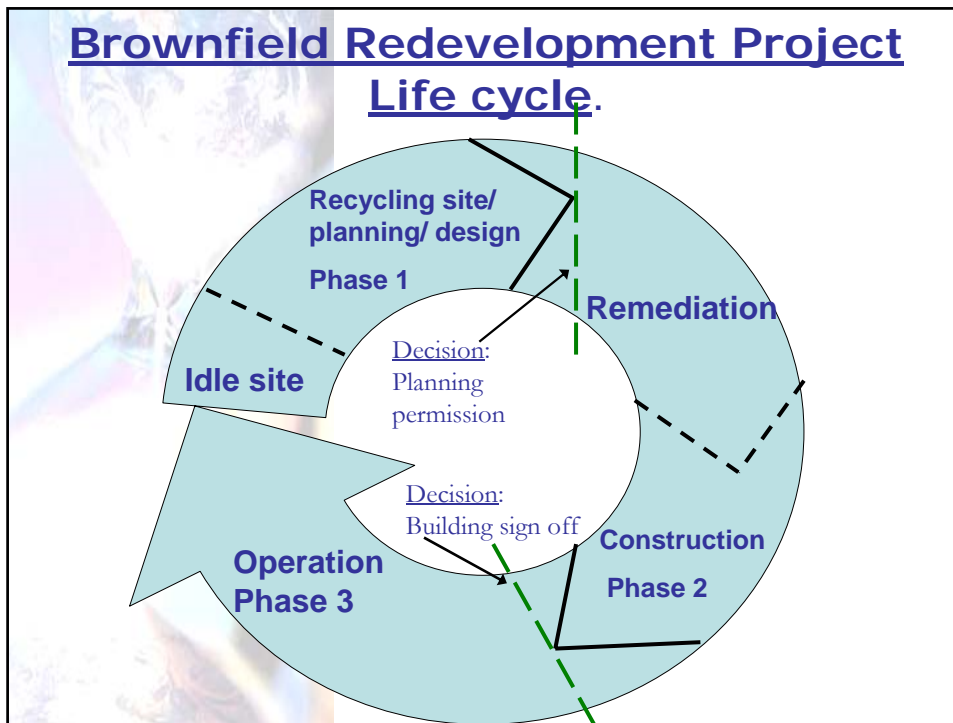 Brownfield Redevelopment Project
Life cycle.
Recycling site/
planning/ design
Phase 1
Remediation
Idle site
Decision:
Planning
permission
Decision:
Building sign off
Construction
Phase 2
Operation
Phase 3